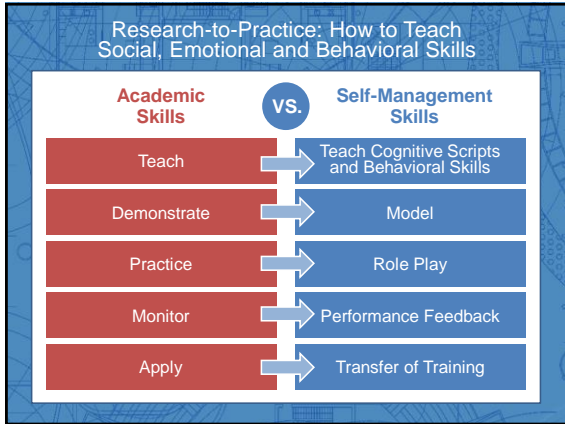 Research-to-Practice: How to Teach
Social, Emotional and Behavioral Skills
Academic
Skills
VS.
Self-Management
Skills
Teach
Teach Cognitive Scripts
and Behavioral Skills
Demonstrate
Model
Practice
Role Play
Monitor
Performance Feedback
Apply
Transfer of Training